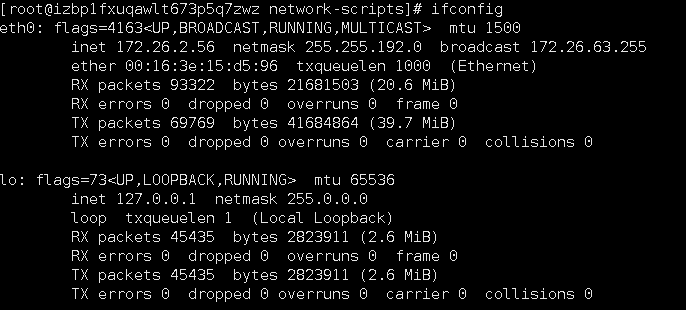 [root@izbp1fxuqawlt673p5q7zwz network-scripts]# ifconfig
eth0: flags=4163<UP,BROADCAST,RUNNING,MULTICAST>  mtu 1500
        inet 172.26.2.56  netmask 255.255.192.0  broadcast 172.26.63.255
        ether 00:16:3e:15:d5:96  txqueuelen 1000  (Ethernet)
        RX packets 93322  bytes 21681503 (20.6 MiB)
        RX errors 0  dropped 0  overruns 0  frame 0
        TX packets 69769  bytes 41684864 (39.7 MiB)
        TX errors 0  dropped 0 overruns 0  carrier 0  collisions 0

lo: flags=73<UP,LOOPBACK,RUNNING>  mtu 65536
        inet 127.0.0.1  netmask 255.0.0.0
        loop  txqueuelen 1  (Local Loopback)
        RX packets 45435  bytes 2823911 (2.6 MiB)
        RX errors 0  dropped 0  overruns 0  frame 0
        TX packets 45435  bytes 2823911 (2.6 MiB)
        TX errors 0  dropped 0 overruns 0  carrier 0  collisions 0